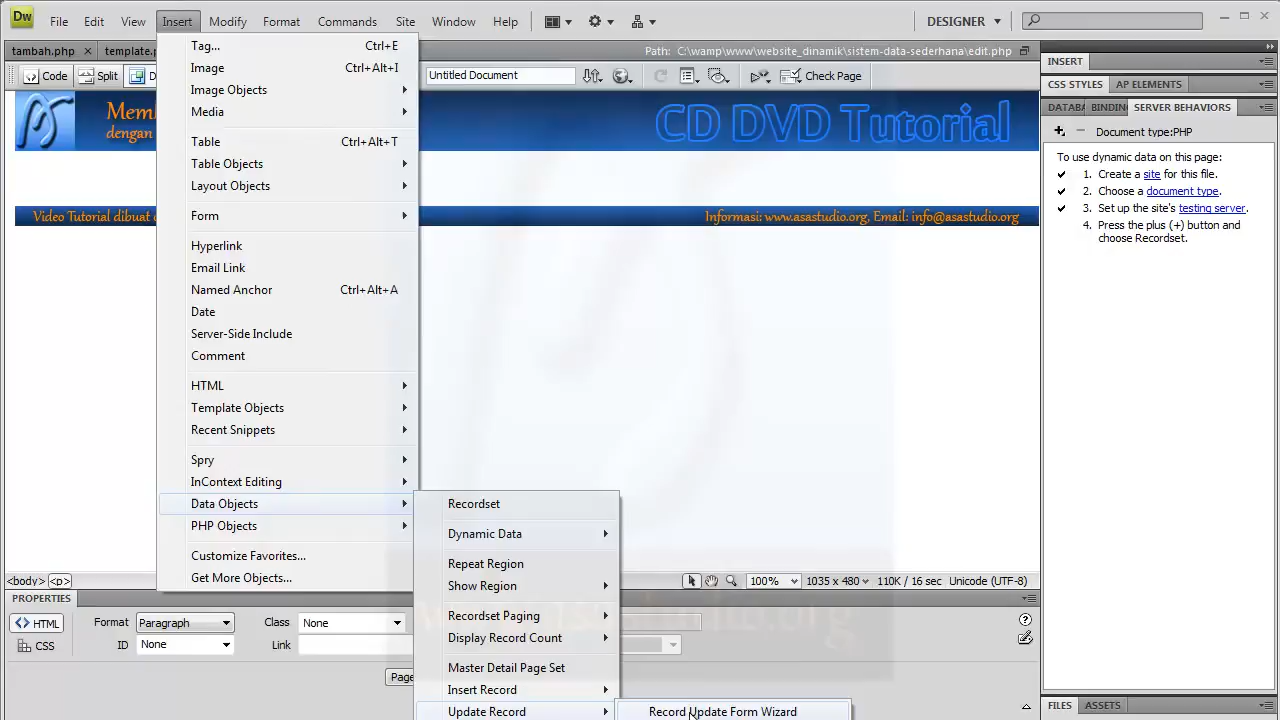 Dw File Edit View Insert Modify Format Commands Site Window Help DESIGNER
tambah.php template.p Path: C:\wamp\www\website_dinamik\sistem-data-sederhana\edit.php
Code Split D Untitled Document Check Page
Tag... Ctrl+E
Image Ctrl+Alt+I
Image Objects
Media
Table Ctrl+Alt+T
Table Objects
Layout Objects
Form
Hyperlink
Email Link
Named Anchor Ctrl+Alt+A
Date
Server-Side Include
Comment
HTML
Template Objects
Recent Snippets
Spry
InContext Editing
Data Objects
PHP Objects
Customize Favorites...
Get More Objects...
Recordset
Dynamic Data
Repeat Region
Show Region
Recordset Paging
Display Record Count
Master Detail Page Set
Insert Record
Update Record
Record Update Form Wizard
dengan
CD DVD Tutorial
Video Tutorial dibuat Informasi: www.asastudio.org, Email: info@asastudio.org
INSERT
CSS STYLES AP ELEMENTS
DATAB BINDIN SERVER BEHAVIORS
Document type:PHP
To use dynamic data on this page:
1. Create a site for this file.
2. Choose a document type.
3. Set up the site's testing server.
4. Press the plus (+) button and
choose Recordset.
<body> <p> 100% 1035 x 480 110K / 16 sec Unicode (UTF-8)
PROPERTIES
HTML Format Paragraph Class None
CSS ID None Link
Page
FILES ASSETS